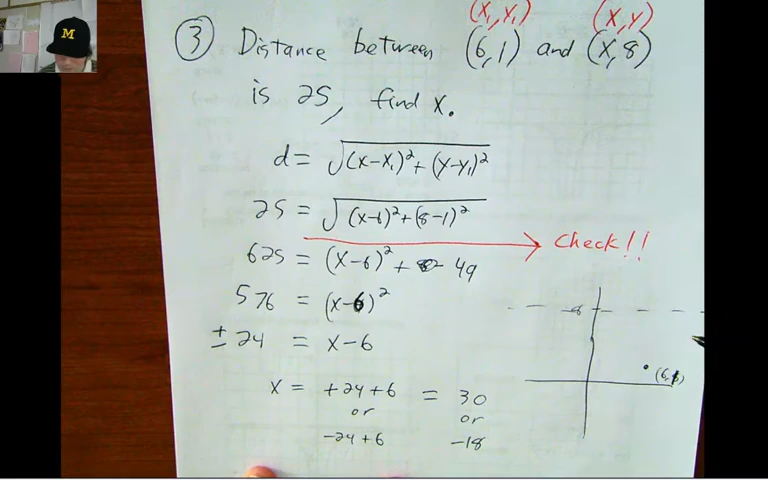 M
(x₁, y₁) (x, y)
③ Distance between (6, 1) and (x, 8)
is 25, find x.
d = √(x-x₁)² + (y-y₁)²
25 = √(x-6)² + (8-1)²
Check!!
625 = (x-6)² + 49
576 = (x-6)²
± 24 = x - 6
x = +24+6 = 30
or or
-24+6 -18
8
(6, 1)